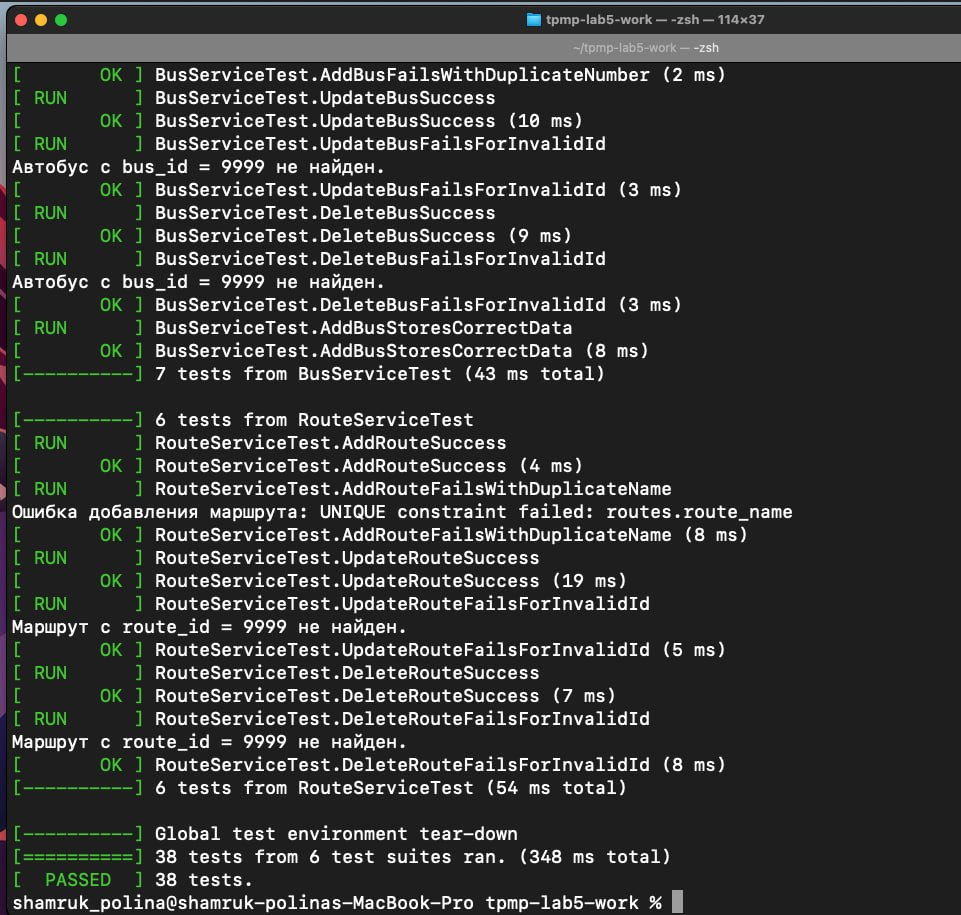 tpmp-lab5-work — -zsh — 114×37
~/tpmp-lab5-work — -zsh
[       OK ] BusServiceTest.AddBusFailsWithDuplicateNumber (2 ms)
[ RUN      ] BusServiceTest.UpdateBusSuccess
[       OK ] BusServiceTest.UpdateBusSuccess (10 ms)
[ RUN      ] BusServiceTest.UpdateBusFailsForInvalidId
Автобус с bus_id = 9999 не найден.
[       OK ] BusServiceTest.UpdateBusFailsForInvalidId (3 ms)
[ RUN      ] BusServiceTest.DeleteBusSuccess
[       OK ] BusServiceTest.DeleteBusSuccess (9 ms)
[ RUN      ] BusServiceTest.DeleteBusFailsForInvalidId
Автобус с bus_id = 9999 не найден.
[       OK ] BusServiceTest.DeleteBusFailsForInvalidId (3 ms)
[ RUN      ] BusServiceTest.AddBusStoresCorrectData
[       OK ] BusServiceTest.AddBusStoresCorrectData (8 ms)
[----------] 7 tests from BusServiceTest (43 ms total)
[----------] 6 tests from RouteServiceTest
[ RUN      ] RouteServiceTest.AddRouteSuccess
[       OK ] RouteServiceTest.AddRouteSuccess (4 ms)
[ RUN      ] RouteServiceTest.AddRouteFailsWithDuplicateName
Ошибка добавления маршрута: UNIQUE constraint failed: routes.route_name
[       OK ] RouteServiceTest.AddRouteFailsWithDuplicateName (8 ms)
[ RUN      ] RouteServiceTest.UpdateRouteSuccess
[       OK ] RouteServiceTest.UpdateRouteSuccess (19 ms)
[ RUN      ] RouteServiceTest.UpdateRouteFailsForInvalidId
Маршрут с route_id = 9999 не найден.
[       OK ] RouteServiceTest.UpdateRouteFailsForInvalidId (5 ms)
[ RUN      ] RouteServiceTest.DeleteRouteSuccess
[       OK ] RouteServiceTest.DeleteRouteSuccess (7 ms)
[ RUN      ] RouteServiceTest.DeleteRouteFailsForInvalidId
Маршрут с route_id = 9999 не найден.
[       OK ] RouteServiceTest.DeleteRouteFailsForInvalidId (8 ms)
[----------] 6 tests from RouteServiceTest (54 ms total)
[----------] Global test environment tear-down
[==========] 38 tests from 6 test suites ran. (348 ms total)
[  PASSED  ] 38 tests.
shamruk_polina@shamruk-polinas-MacBook-Pro tpmp-lab5-work %